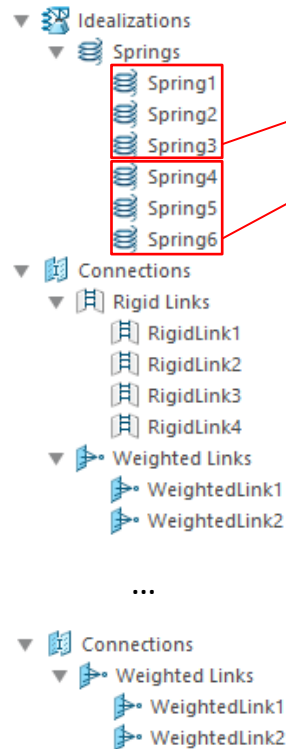 Idealizations
Springs
Spring1
Spring2
Spring3
Spring4
Spring5
Spring6
Connections
Rigid Links
RigidLink1
RigidLink2
RigidLink3
RigidLink4
Weighted Links
WeightedLink1
WeightedLink2
...
Connections
Weighted Links
WeightedLink1
WeightedLink2